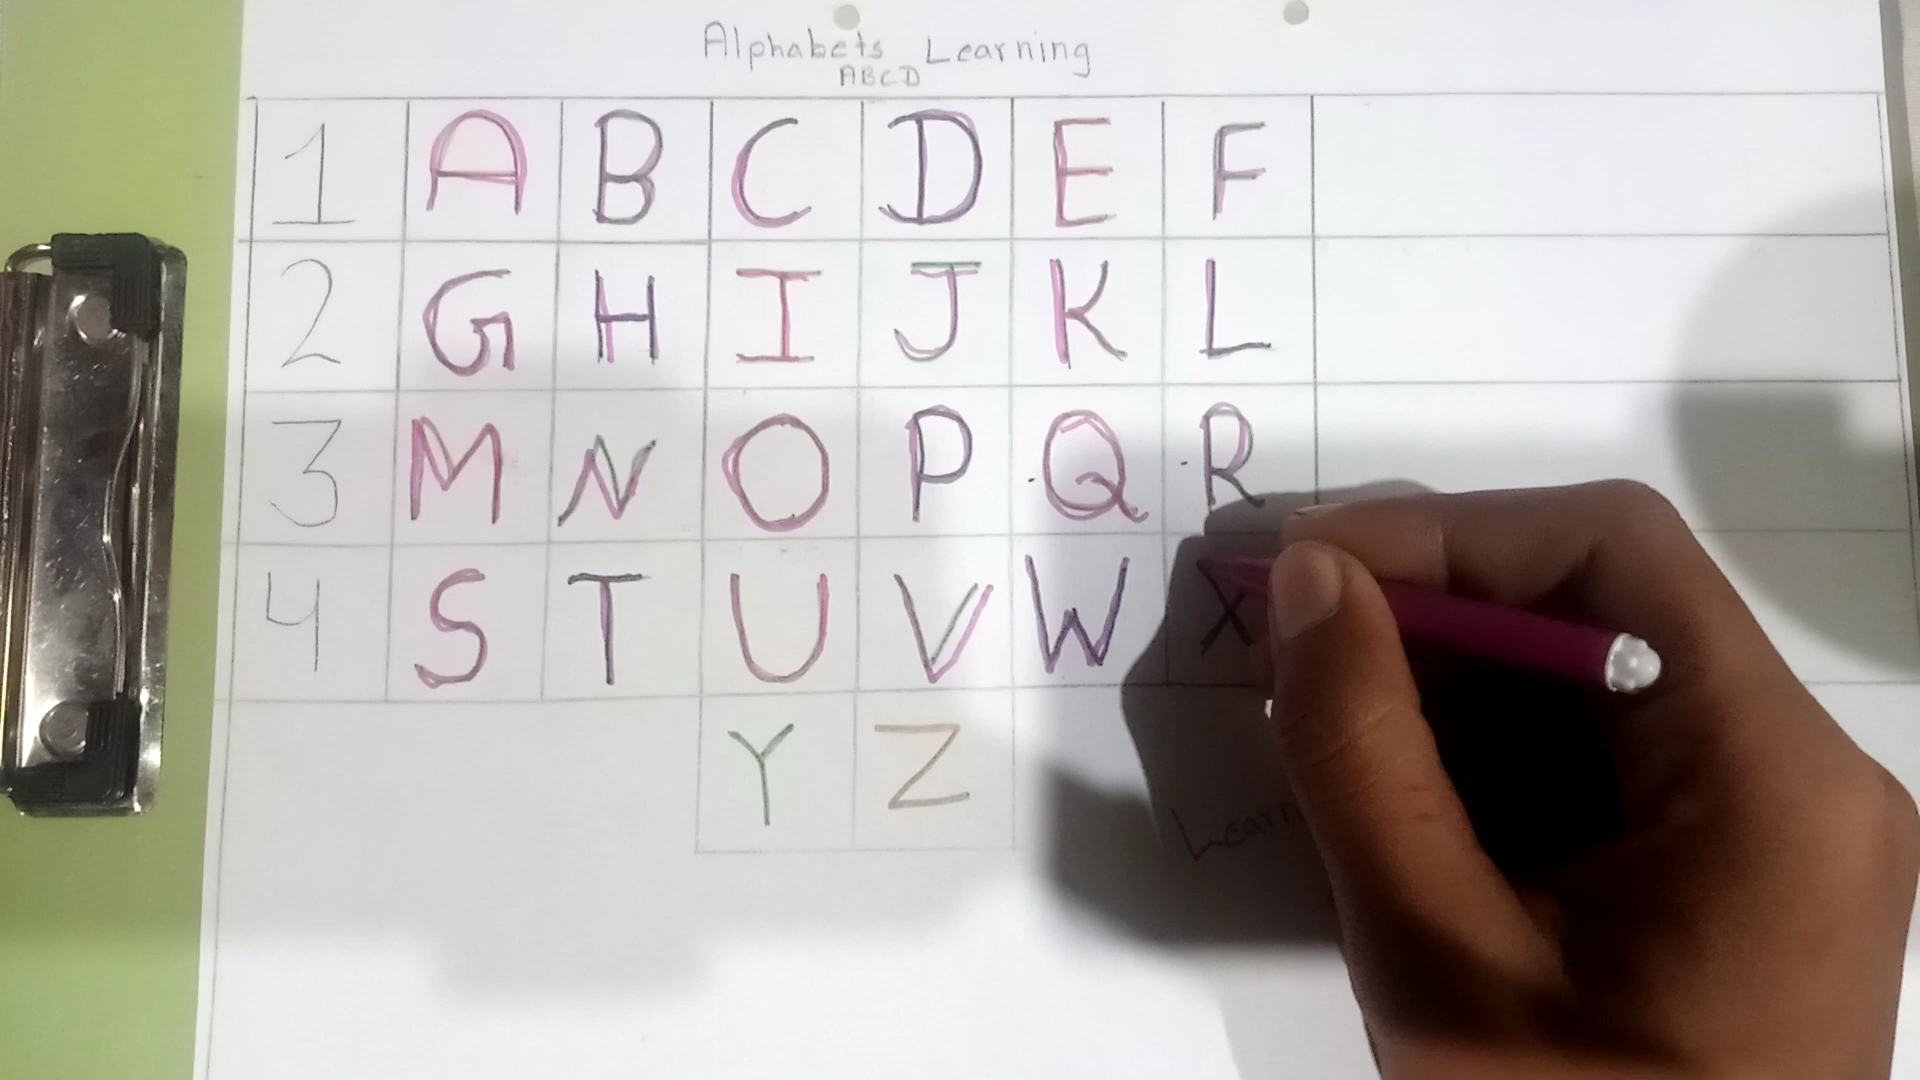 Alphabets Learning
ABCD
1 A B C D E F
2 G H I J K L
3 M N O P Q R
4 S T U V W X
Y Z